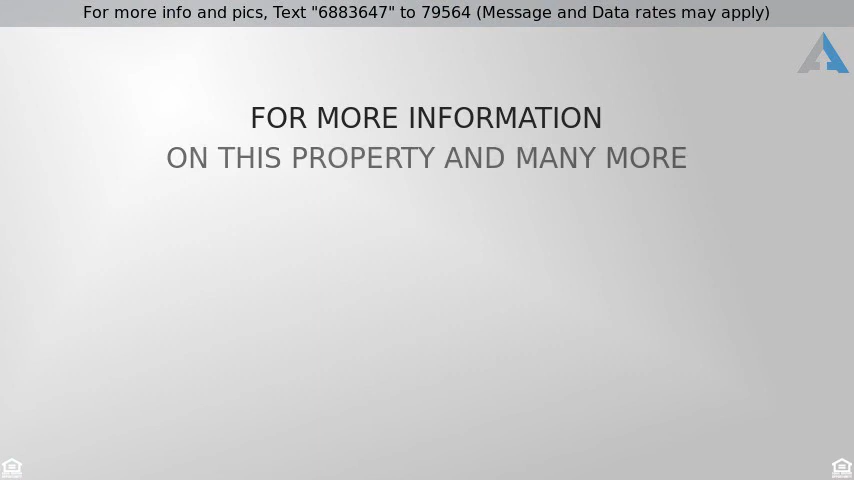 For more info and pics, Text "6883647" to 79564 (Message and Data rates may apply)
FOR MORE INFORMATION
ON THIS PROPERTY AND MANY MORE